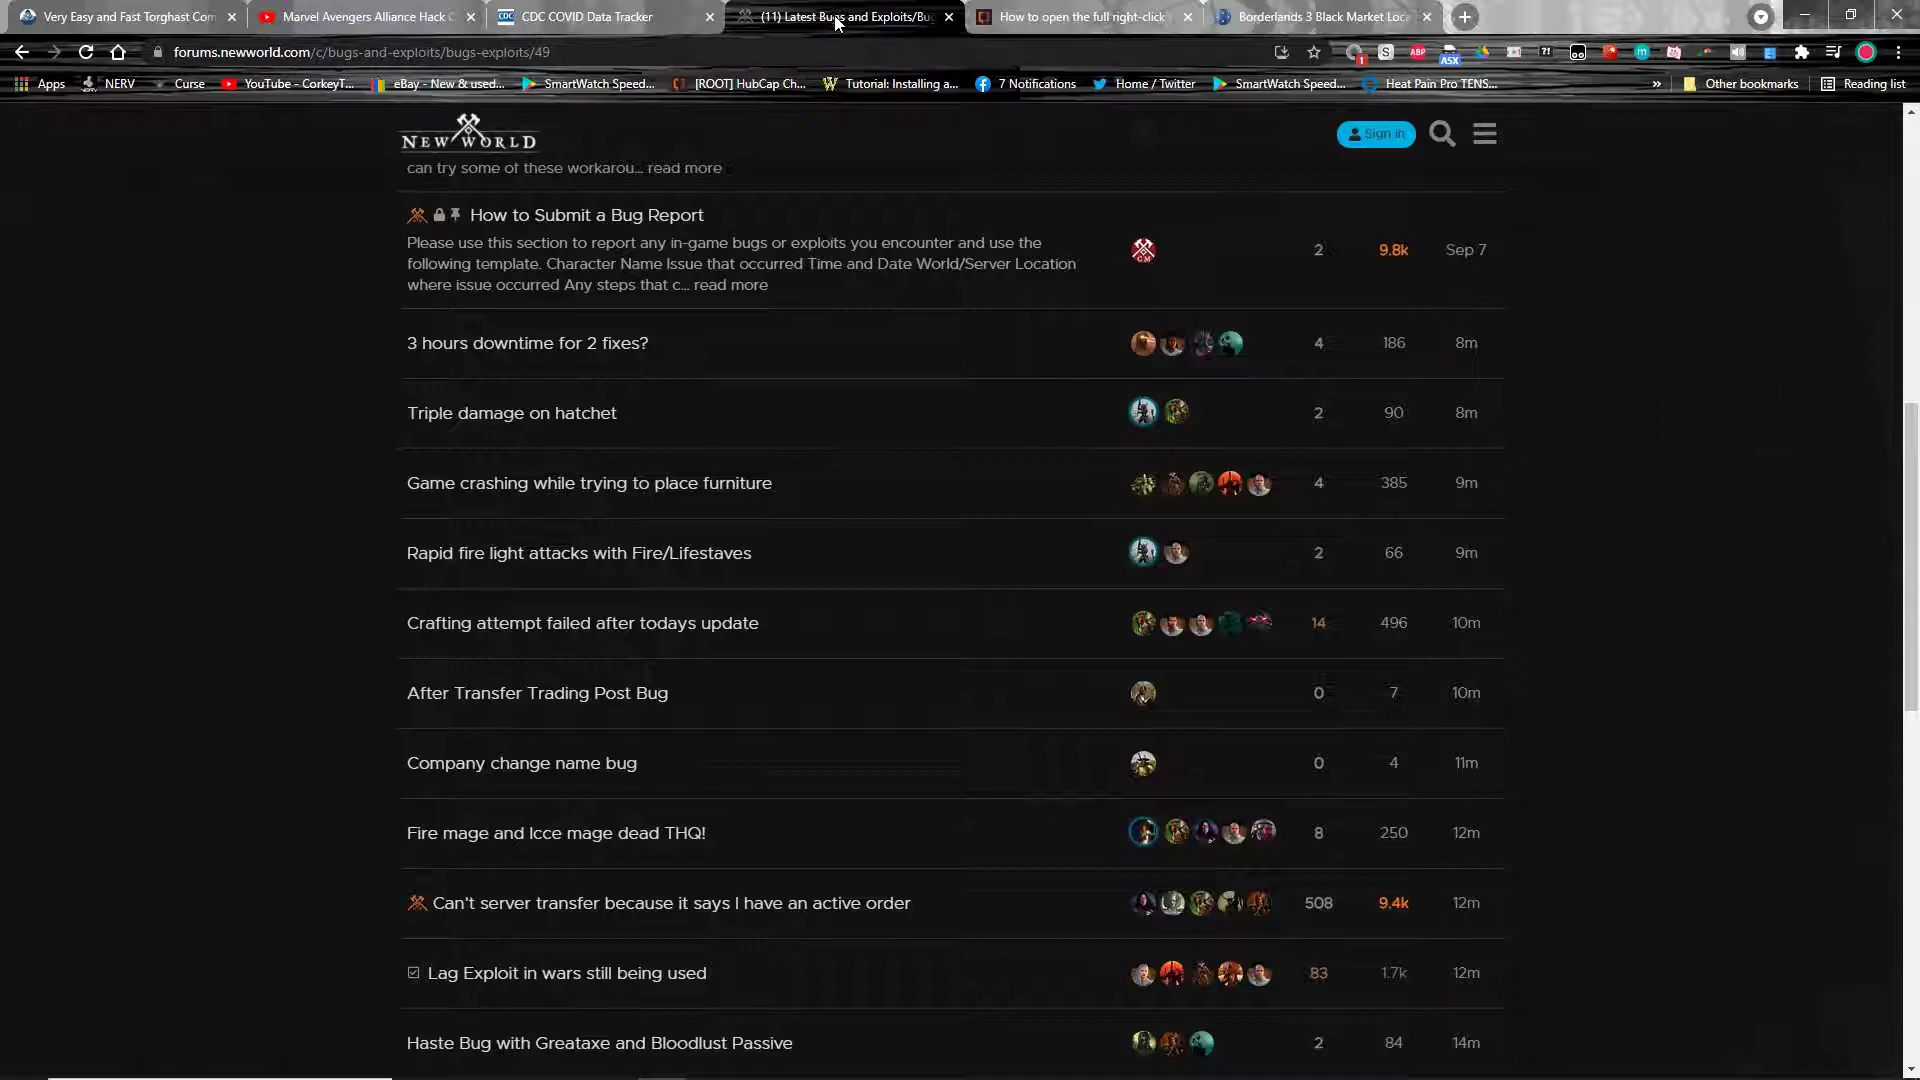 Very Easy and Fast Torghast Com
Marvel Avengers Alliance Hack C
CDC COVID Data Tracker
(11) Latest Bugs and Exploits/Bug
How to open the full right-click
Borderlands 3 Black Market Loca
forums.newworld.com/c/bugs-and-exploits/bugs-exploits/49
Apps
NERV
Curse
YouTube - CorkeyT...
eBay - New & used...
SmartWatch Speed...
[ROOT] HubCap Ch...
Tutorial: Installing a...
7 Notifications
Home / Twitter
SmartWatch Speed...
Heat Pain Pro TENS...
»
Other bookmarks
Reading list
NEW WORLD
Sign in
can try some of these workarou... read more
How to Submit a Bug Report
Please use this section to report any in-game bugs or exploits you encounter and use the
following template. Character Name Issue that occurred Time and Date World/Server Location
where issue occurred Any steps that c... read more
2 9.8k Sep 7
3 hours downtime for 2 fixes? 4 186 8m
Triple damage on hatchet 2 90 8m
Game crashing while trying to place furniture 4 385 9m
Rapid fire light attacks with Fire/Lifestaves 2 66 9m
Crafting attempt failed after todays update 14 496 10m
After Transfer Trading Post Bug 0 7 10m
Company change name bug 0 4 11m
Fire mage and Icce mage dead THQ! 8 250 12m
Can't server transfer because it says I have an active order 508 9.4k 12m
Lag Exploit in wars still being used 83 1.7k 12m
Haste Bug with Greataxe and Bloodlust Passive 2 84 14m